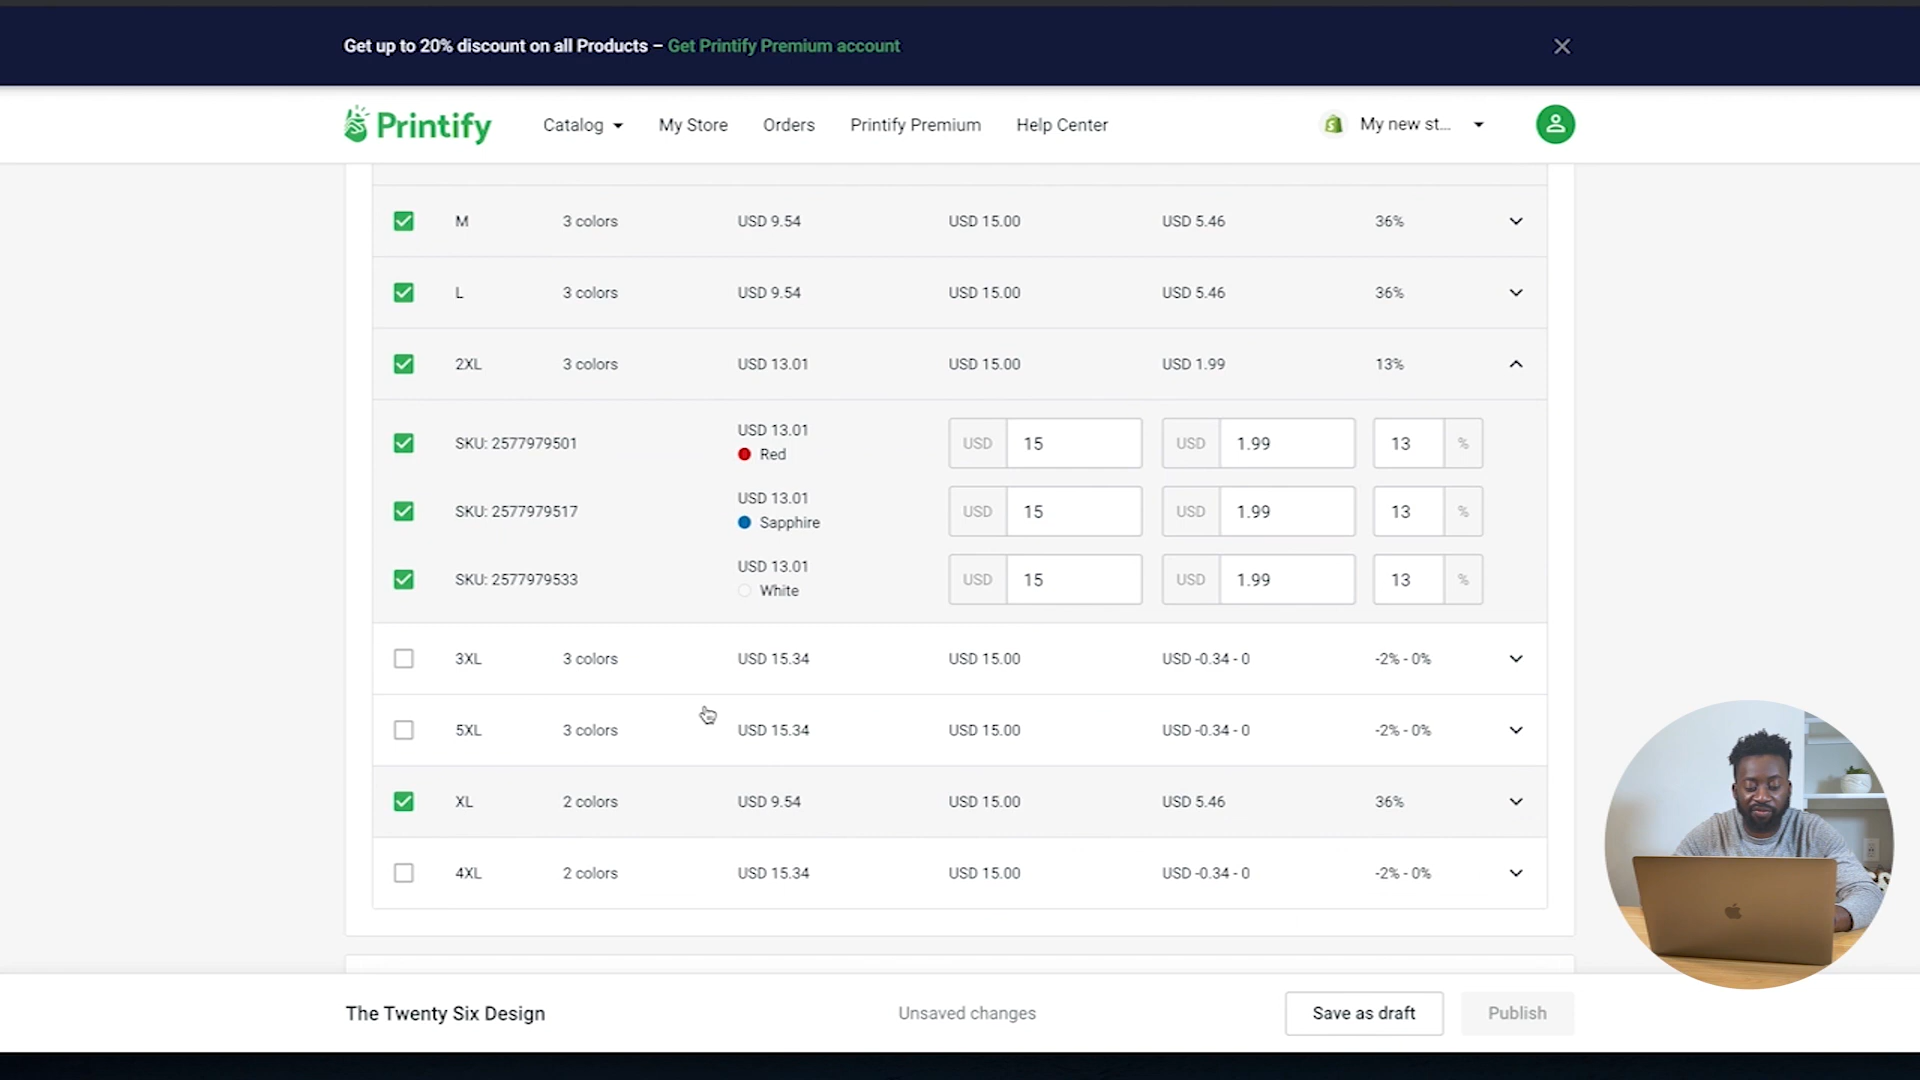 Get up to 20% discount on all Products – Get Printify Premium account
Printify
Catalog
My Store
Orders
Printify Premium
Help Center
My new st...
M 3 colors USD 9.54 USD 15.00 USD 5.46 36%
L 3 colors USD 9.54 USD 15.00 USD 5.46 36%
2XL 3 colors USD 13.01 USD 15.00 USD 1.99 13%
SKU: 2577979501 USD 13.01 USD 15 USD 1.99 13 %
Red
SKU: 2577979517 USD 13.01 USD 15 USD 1.99 13 %
Sapphire
SKU: 2577979533 USD 13.01 USD 15 USD 1.99 13 %
White
3XL 3 colors USD 15.34 USD 15.00 USD -0.34 - 0 -2% - 0%
5XL 3 colors USD 15.34 USD 15.00 USD -0.34 - 0 -2% - 0%
XL 2 colors USD 9.54 USD 15.00 USD 5.46 36%
4XL 2 colors USD 15.34 USD 15.00 USD -0.34 - 0 -2% - 0%
The Twenty Six Design
Unsaved changes
Save as draft
Publish